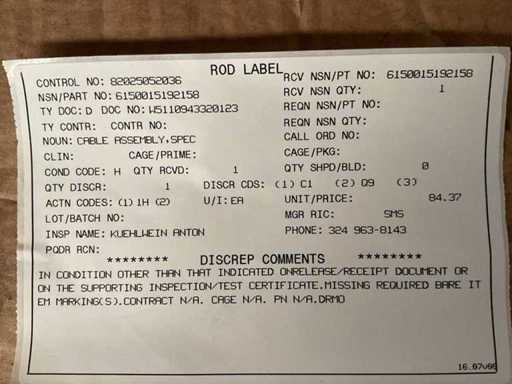 ROD LABEL
CONTROL NO: 82025052036 RCV NSN/PT NO: 6150015192158
NSN/PART NO: 6150015192158 RCV NSN QTY: 1
TY DOC: D DOC NO: W5110943320123 REQN NSN/PT NO:
TY CONTR: CONTR NO: REQN NSN QTY:
NOUN: CABLE ASSEMBLY,SPEC CALL ORD NO:
CLIN: CAGE/PRIME: CAGE/PKG:
COND CODE: H QTY RCVD: 1 QTY SHPD/BLD: 0
QTY DISCR: 1 DISCR CDS: (1) C1 (2) Q9 (3)
ACTN CODES: (1) 1H (2) U/I: EA UNIT/PRICE: 84.37
LOT/BATCH NO: MGR RIC: SMS
INSP NAME: KUEHLWEIN ANTON PHONE: 324 963-8143
PQDR RCN:
******** DISCREP COMMENTS ********
IN CONDITION OTHER THAN THAT INDICATED ONRELEASE/RECEIPT DOCUMENT OR
ON THE SUPPORTING INSPECTION/TEST CERTIFICATE.MISSING REQUIRED BARE IT
EM MARKING(S).CONTRACT N/A. CAGE N/A. PN N/A.DRMO